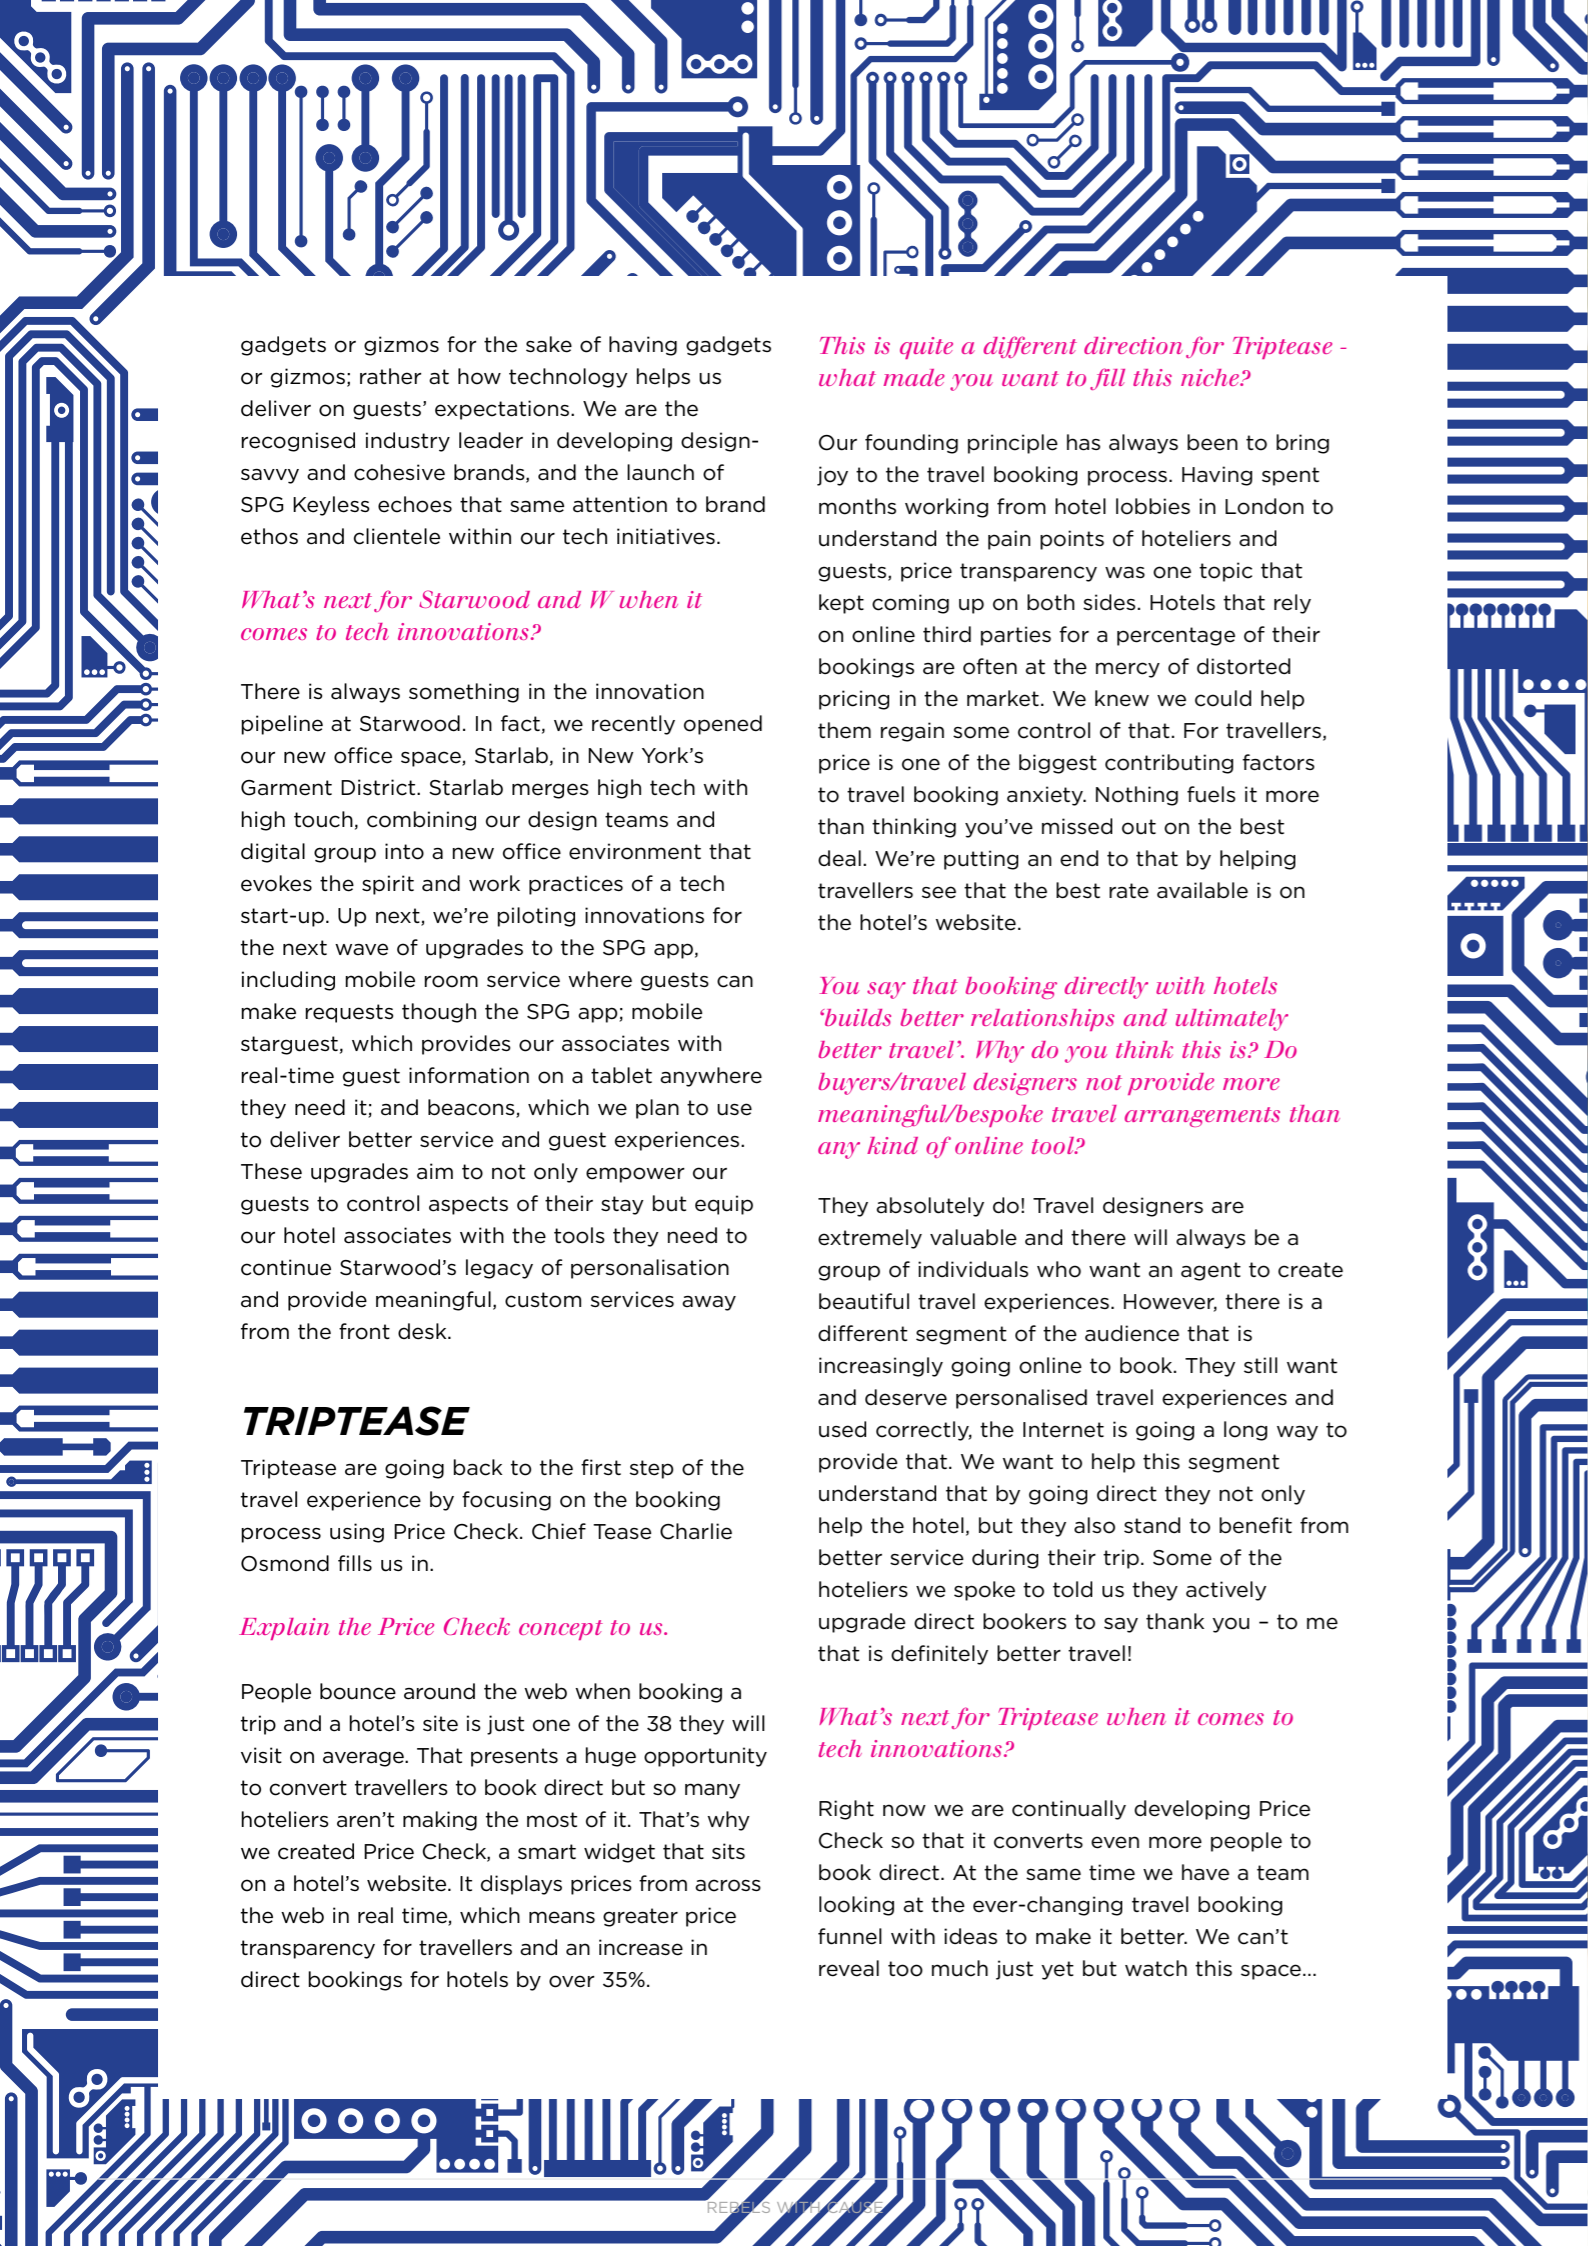 gadgets or gizmos for the sake of having gadgets
or gizmos; rather at how technology helps us
deliver on guests’ expectations. We are the
recognised industry leader in developing design-
savvy and cohesive brands, and the launch of
SPG Keyless echoes that same attention to brand
ethos and clientele within our tech initiatives.
What’s next for Starwood and W when it
comes to tech innovations?
There is always something in the innovation
pipeline at Starwood. In fact, we recently opened
our new office space, Starlab, in New York’s
Garment District. Starlab merges high tech with
high touch, combining our design teams and
digital group into a new office environment that
evokes the spirit and work practices of a tech
start-up. Up next, we’re piloting innovations for
the next wave of upgrades to the SPG app,
including mobile room service where guests can
make requests though the SPG app; mobile
starguest, which provides our associates with
real-time guest information on a tablet anywhere
they need it; and beacons, which we plan to use
to deliver better service and guest experiences.
These upgrades aim to not only empower our
guests to control aspects of their stay but equip
our hotel associates with the tools they need to
continue Starwood’s legacy of personalisation
and provide meaningful, custom services away
from the front desk.
TRIPTEASE
Triptease are going back to the first step of the
travel experience by focusing on the booking
process using Price Check. Chief Tease Charlie
Osmond fills us in.
Explain the Price Check concept to us.
People bounce around the web when booking a
trip and a hotel’s site is just one of the 38 they will
visit on average. That presents a huge opportunity
to convert travellers to book direct but so many
hoteliers aren’t making the most of it. That’s why
we created Price Check, a smart widget that sits
on a hotel’s website. It displays prices from across
the web in real time, which means greater price
transparency for travellers and an increase in
direct bookings for hotels by over 35%.
This is quite a different direction for Triptease -
what made you want to fill this niche?
Our founding principle has always been to bring
joy to the travel booking process. Having spent
months working from hotel lobbies in London to
understand the pain points of hoteliers and
guests, price transparency was one topic that
kept coming up on both sides. Hotels that rely
on online third parties for a percentage of their
bookings are often at the mercy of distorted
pricing in the market. We knew we could help
them regain some control of that. For travellers,
price is one of the biggest contributing factors
to travel booking anxiety. Nothing fuels it more
than thinking you’ve missed out on the best
deal. We’re putting an end to that by helping
travellers see that the best rate available is on
the hotel’s website.
You say that booking directly with hotels
‘builds better relationships and ultimately
better travel’. Why do you think this is? Do
buyers/travel designers not provide more
meaningful/bespoke travel arrangements than
any kind of online tool?
They absolutely do! Travel designers are
extremely valuable and there will always be a
group of individuals who want an agent to create
beautiful travel experiences. However, there is a
different segment of the audience that is
increasingly going online to book. They still want
and deserve personalised travel experiences and
used correctly, the Internet is going a long way to
provide that. We want to help this segment
understand that by going direct they not only
help the hotel, but they also stand to benefit from
better service during their trip. Some of the
hoteliers we spoke to told us they actively
upgrade direct bookers to say thank you – to me
that is definitely better travel!
What’s next for Triptease when it comes to
tech innovations?
Right now we are continually developing Price
Check so that it converts even more people to
book direct. At the same time we have a team
looking at the ever-changing travel booking
funnel with ideas to make it better. We can’t
reveal too much just yet but watch this space...
REBELS WITH CAUSE